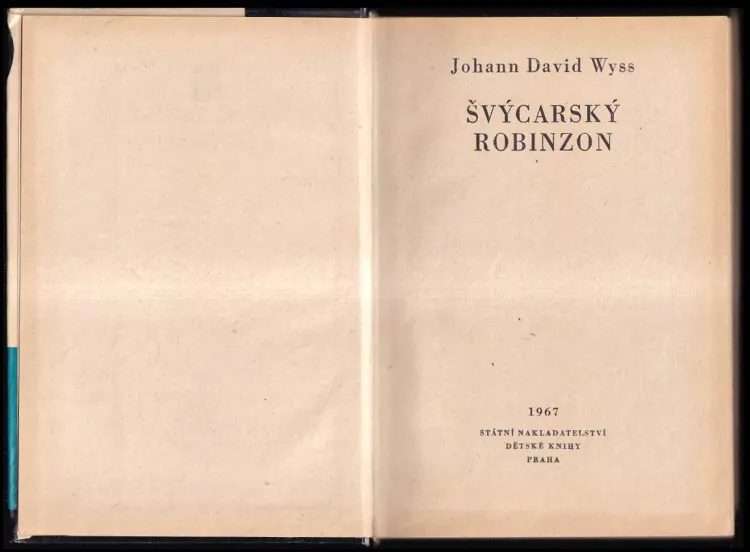 Johann David Wyss
ŠVÝCARSKÝ
ROBINZON
1967
STÁTNÍ NAKLADATELSTVÍ
DĚTSKÉ KNIHY
PRAHA